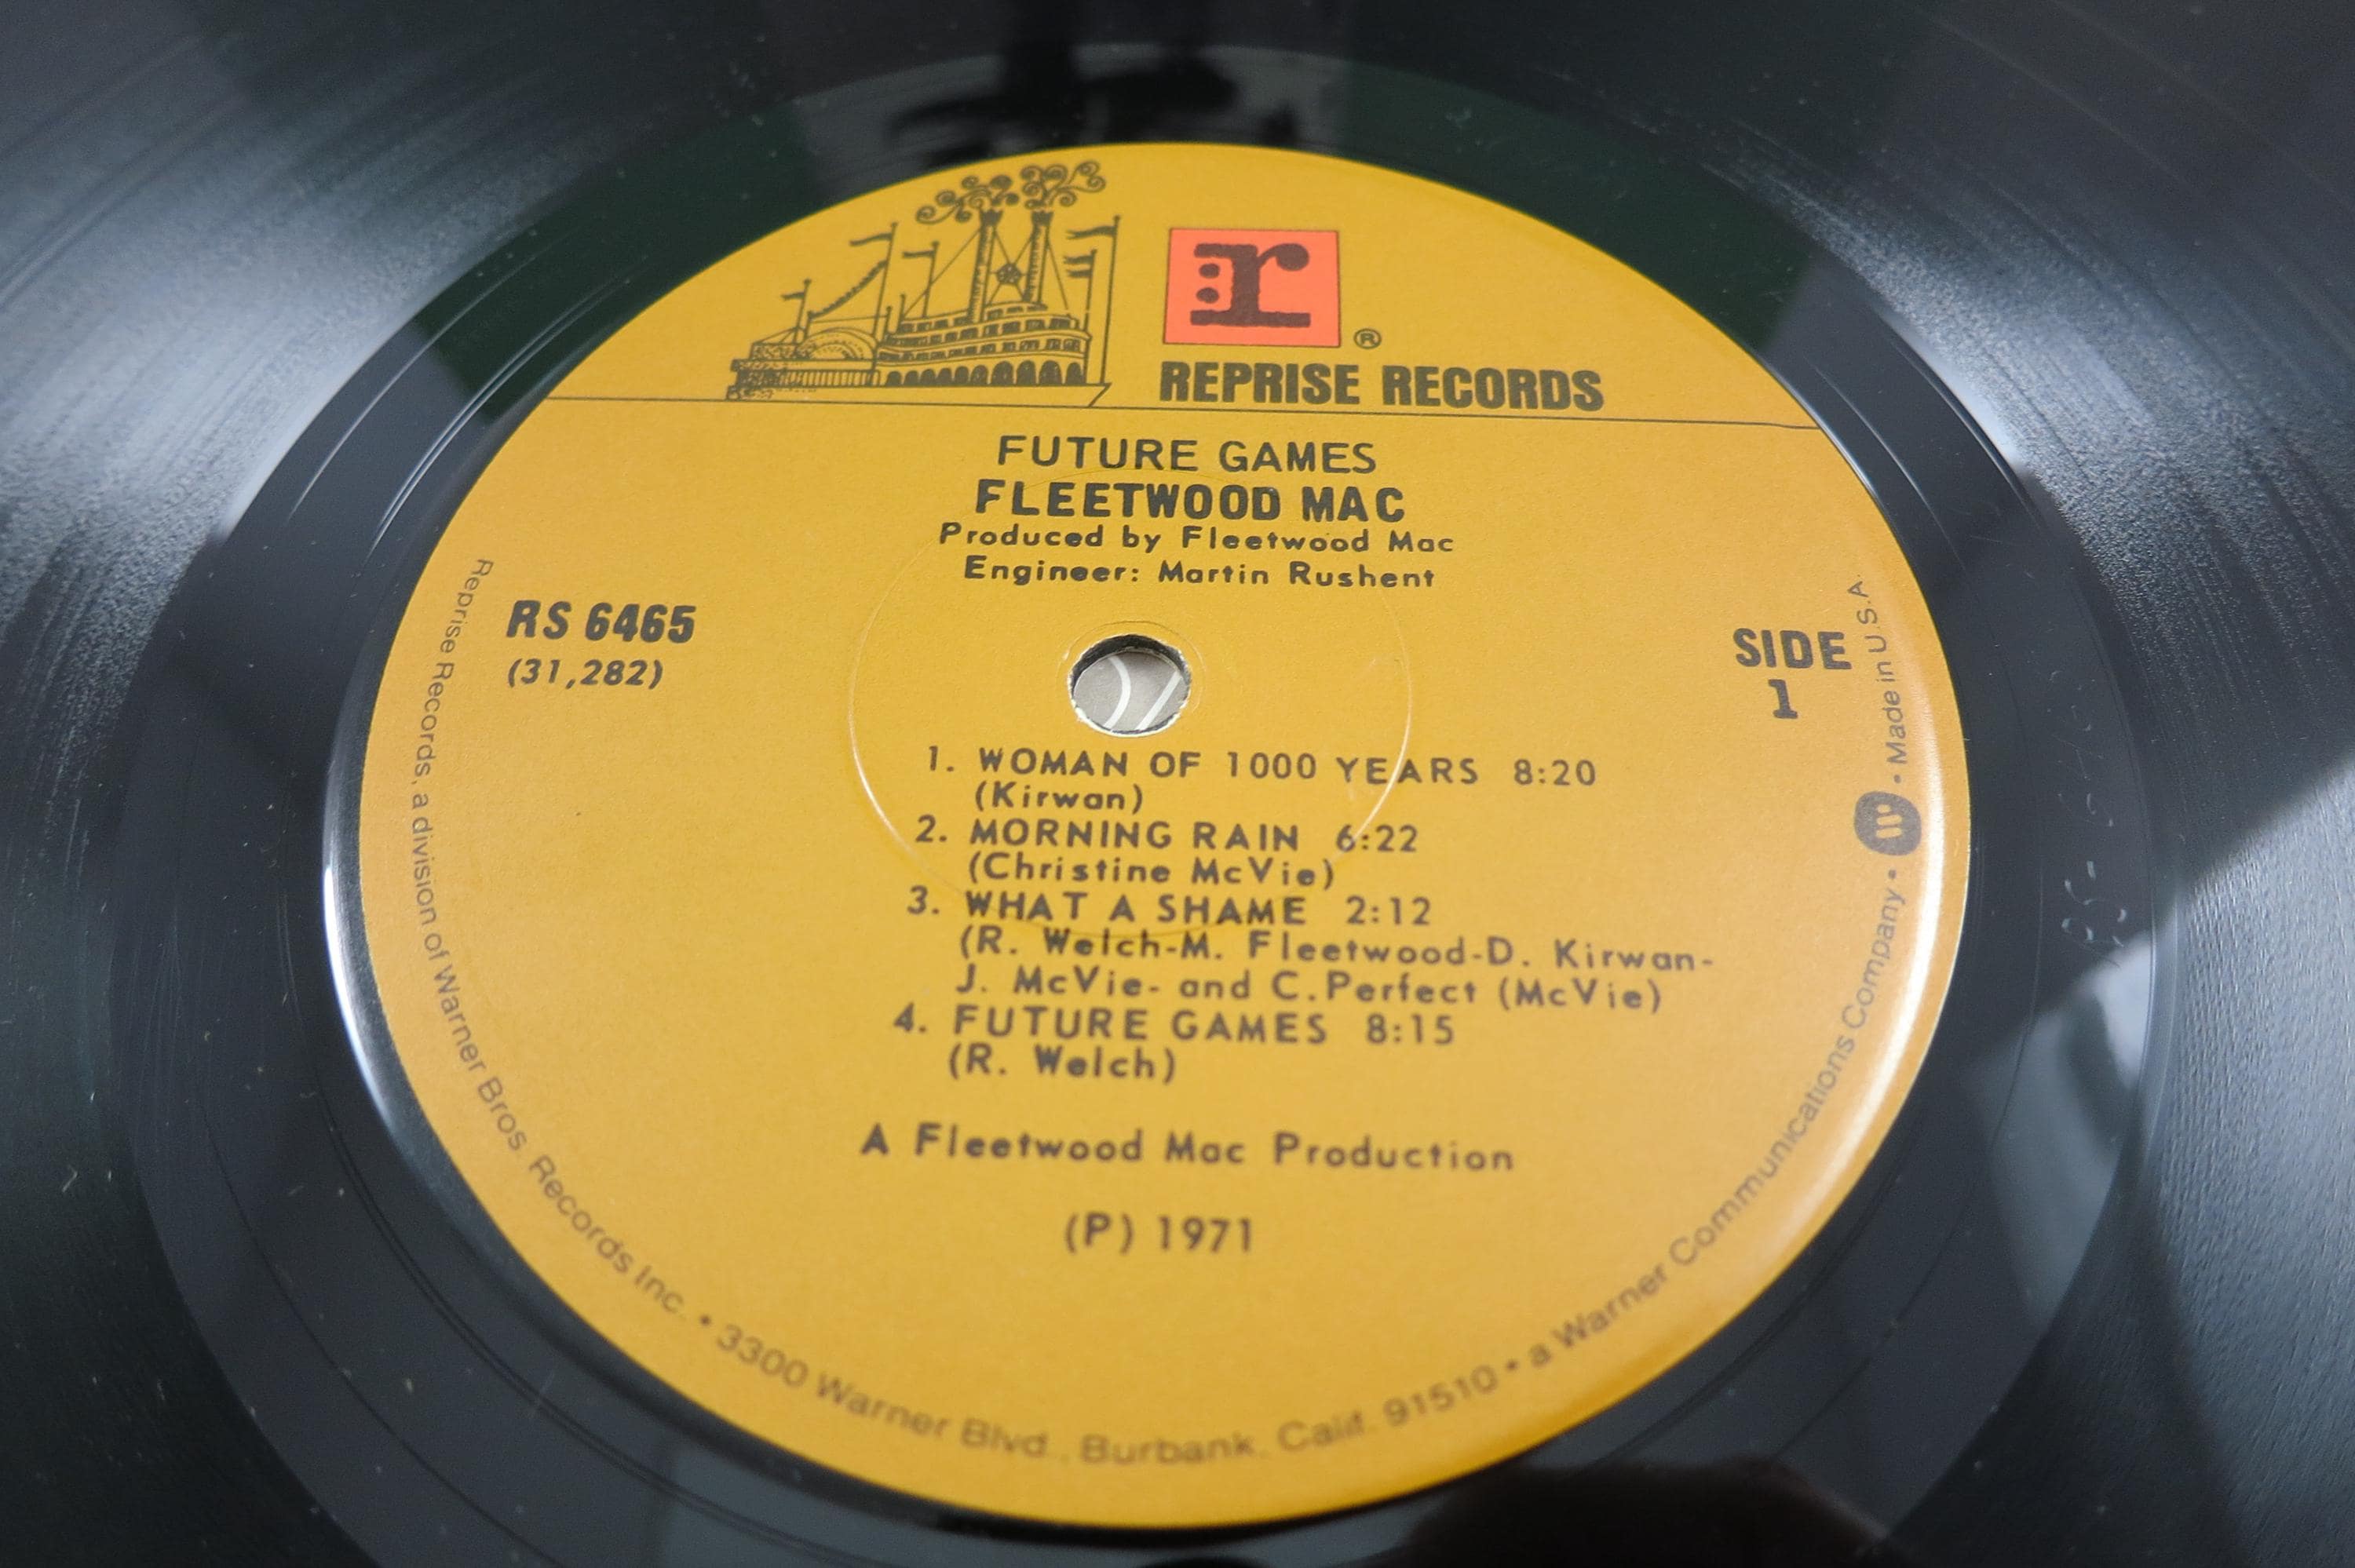 r
®
REPRISE RECORDS
FUTURE GAMES
FLEETWOOD MAC
Produced by Fleetwood Mac
Engineer: Martin Rushent
RS 6465
(31,282)
SIDE
1
1. WOMAN OF 1000 YEARS 8:20
(Kirwan)
2. MORNING RAIN 6:22
(Christine McVie)
3. WHAT A SHAME 2:12
(R. Welch-M. Fleetwood-D. Kirwan-
J. McVie- and C.Perfect (McVie)
4. FUTURE GAMES 8:15
(R. Welch)
A Fleetwood Mac Production
(P) 1971
Reprise Records, a division of Warner Bros. Records Inc. • 3300 Warner Blvd., Burbank, Calif. 91510 • a Warner Communications Company • W • Made in U.S.A.